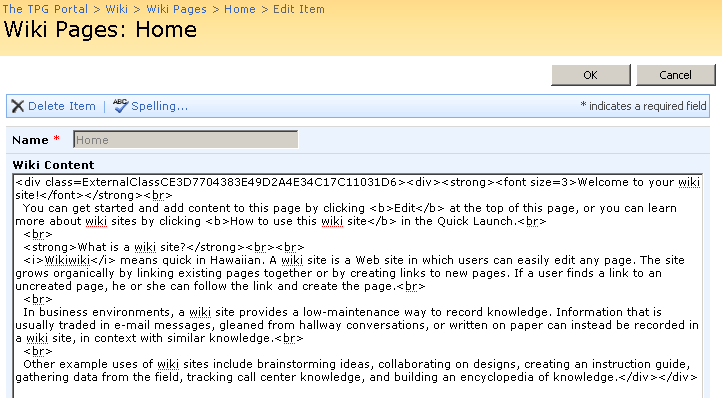 The TPG Portal > Wiki > Wiki Pages > Home > Edit Item
Wiki Pages: Home
OK Cancel
Delete Item | ABC Spelling... * indicates a required field
Name * Home
Wiki Content
<div class=ExternalClassCE3D7704383E49D2A4E34C17C11031D6><div><strong><font size=3>Welcome to your wiki
site!</font></strong><br>
You can get started and add content to this page by clicking <b>Edit</b> at the top of this page, or you can learn
more about wiki sites by clicking <b>How to use this wiki site</b> in the Quick Launch.<br>
<br>
<strong>What is a wiki site?</strong><br><br>
<i>Wikiwiki</i> means quick in Hawaiian. A wiki site is a Web site in which users can easily edit any page. The site
grows organically by linking existing pages together or by creating links to new pages. If a user finds a link to an
uncreated page, he or she can follow the link and create the page.<br>
<br>
In business environments, a wiki site provides a low-maintenance way to record knowledge. Information that is
usually traded in e-mail messages, gleaned from hallway conversations, or written on paper can instead be recorded in
a wiki site, in context with similar knowledge.<br>
<br>
Other example uses of wiki sites include brainstorming ideas, collaborating on designs, creating an instruction guide,
gathering data from the field, tracking call center knowledge, and building an encyclopedia of knowledge.</div></div>